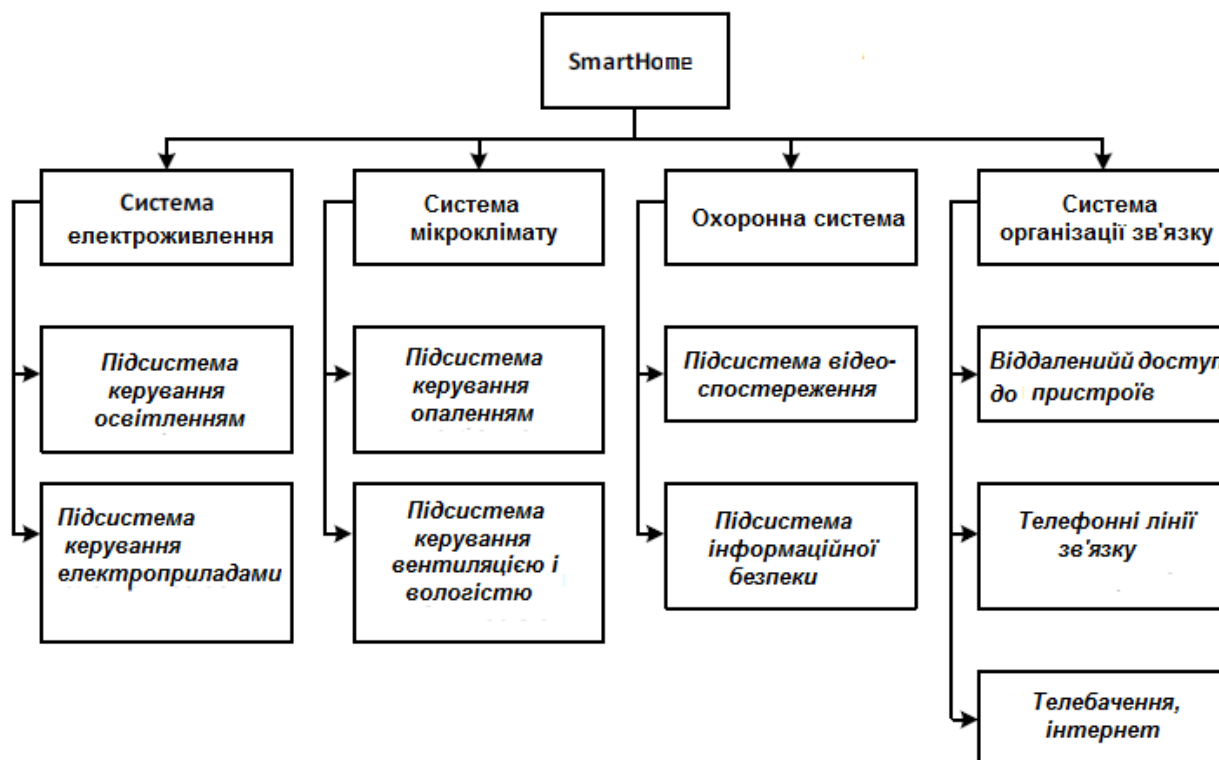 SmartHome
Система
електроживлення
Система
мікроклімату
Охоронна система
Система
організації зв'язку
Підсистема
керування
освітленням
Підсистема
керування
опаленням
Підсистема відео-
спостереження
Віддалениий доступ
до пристроїв
Підсистема
керування
електроприладами
Підсистема
керування
вентиляцією і
вологістю
Підсистема
інформаційної
безпеки
Телефонні лінії
зв'язку
Телебачення,
інтернет